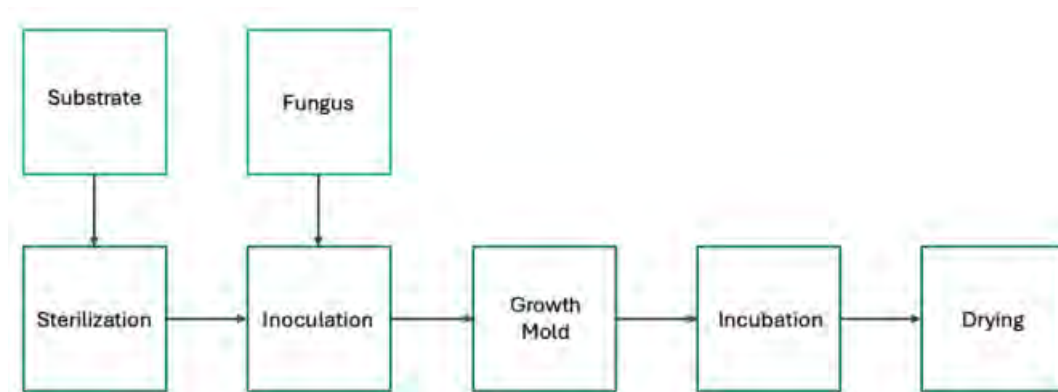 Substrate
Fungus
Sterilization
Inoculation
Growth
Mold
Incubation
Drying